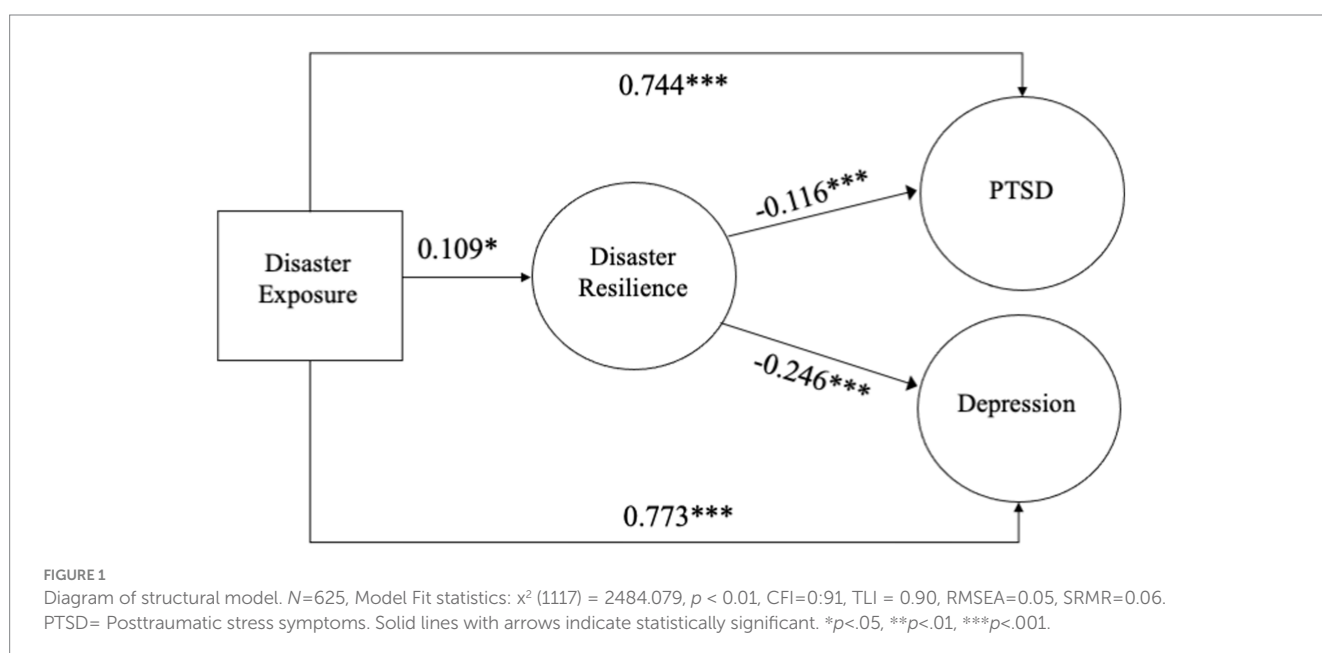 0.744***
-0.116***
PTSD
0.109*
Disaster
Exposure
Disaster
Resilience
-0.246***
Depression
0.773***
FIGURE 1
Diagram of structural model. N=625, Model Fit statistics: x² (1117) = 2484.079, p < 0.01, CFI=0:91, TLI = 0.90, RMSEA=0.05, SRMR=0.06.
PTSD= Posttraumatic stress symptoms. Solid lines with arrows indicate statistically significant. *p<.05, **p<.01, ***p<.001.